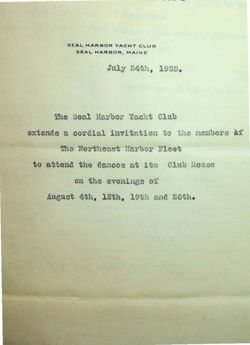 SEAL HARBOR YACHT CLUB
SEAL HARBOR, MAINE
July 24th, 1925.
The Seal Harbor Yacht Club
extends a cordial invitation to the members of
The Northeast Harbor Fleet
to attend the dances at its Club House
on the evenings of
August 4th, 12th, 19th and 26th.